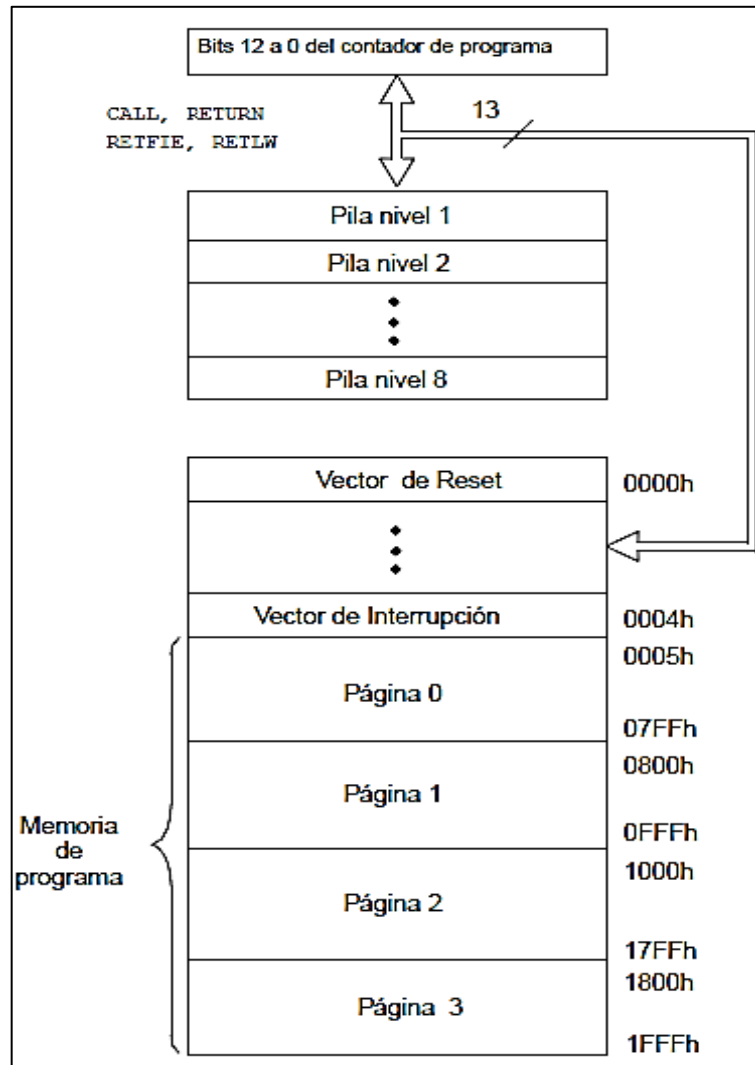 Bits 12 a 0 del contador de programa
CALL, RETURN
RETFIE, RETLW
13
Pila nivel 1
Pila nivel 2
Pila nivel 8
Vector de Reset
0000h
Vector de Interrupción
0004h
0005h
Página 0
07FFh
0800h
Página 1
0FFFh
Memoria
de
programa
1000h
Página 2
17FFh
1800h
Página 3
1FFFh